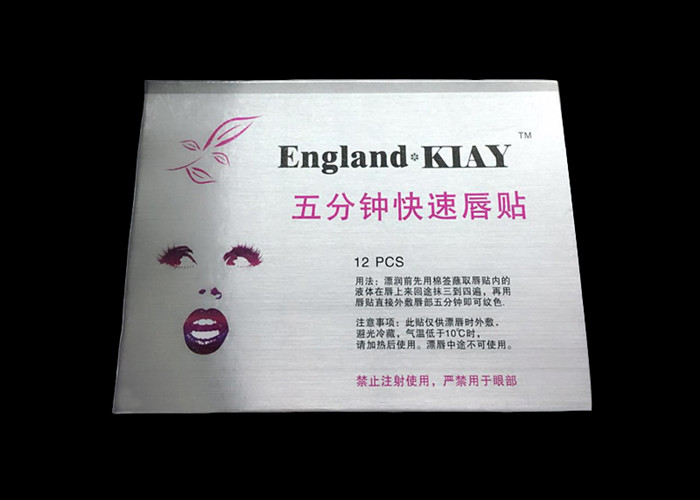 England KIAY ™
五分钟快速唇贴
12 PCS
用法：漂润前先用棉签蘸取唇贴内的
液体在唇上来回途抹三到四遍，再用
唇贴直接外敷唇部五分钟即可纹色.
注意事项：此贴仅供漂唇时外敷，
避光冷藏，气温低于10℃时，
请加热后使用。漂唇中途不可使用。
禁止注射使用，严禁用于眼部